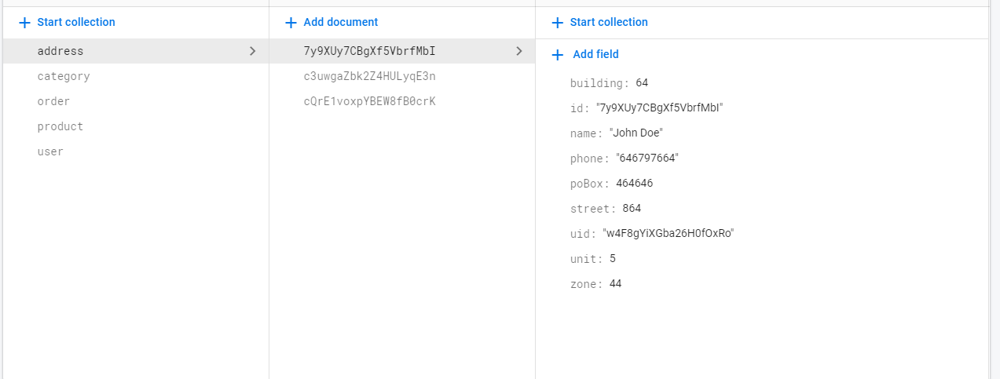 Start collection
address
category
order
product
user
Add document
7y9XUy7CBgXf5VbrfMbI
c3uwgaZbk2Z4HULyqE3n
cQrE1voxpYBEW8fB0crK
Start collection
Add field
building: 64
id: "7y9XUy7CBgXf5VbrfMbI"
name: "John Doe"
phone: "646797664"
poBox: 464646
street: 864
uid: "w4F8gYiXGba26H0fOxRo"
unit: 5
zone: 44